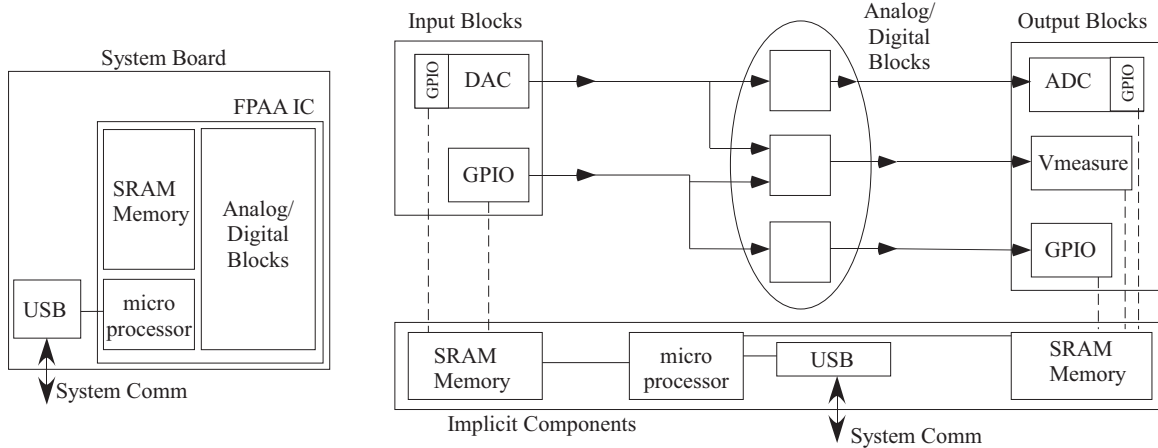 System Board
FPAA IC
SRAM
Memory
Analog/
Digital
Blocks
USB
micro
processor
System Comm
Input Blocks
GPIO
DAC
GPIO
Analog/
Digital
Blocks
Output Blocks
ADC
GPIO
Vmeasure
GPIO
SRAM
Memory
micro
processor
USB
SRAM
Memory
Implicit Components
System Comm